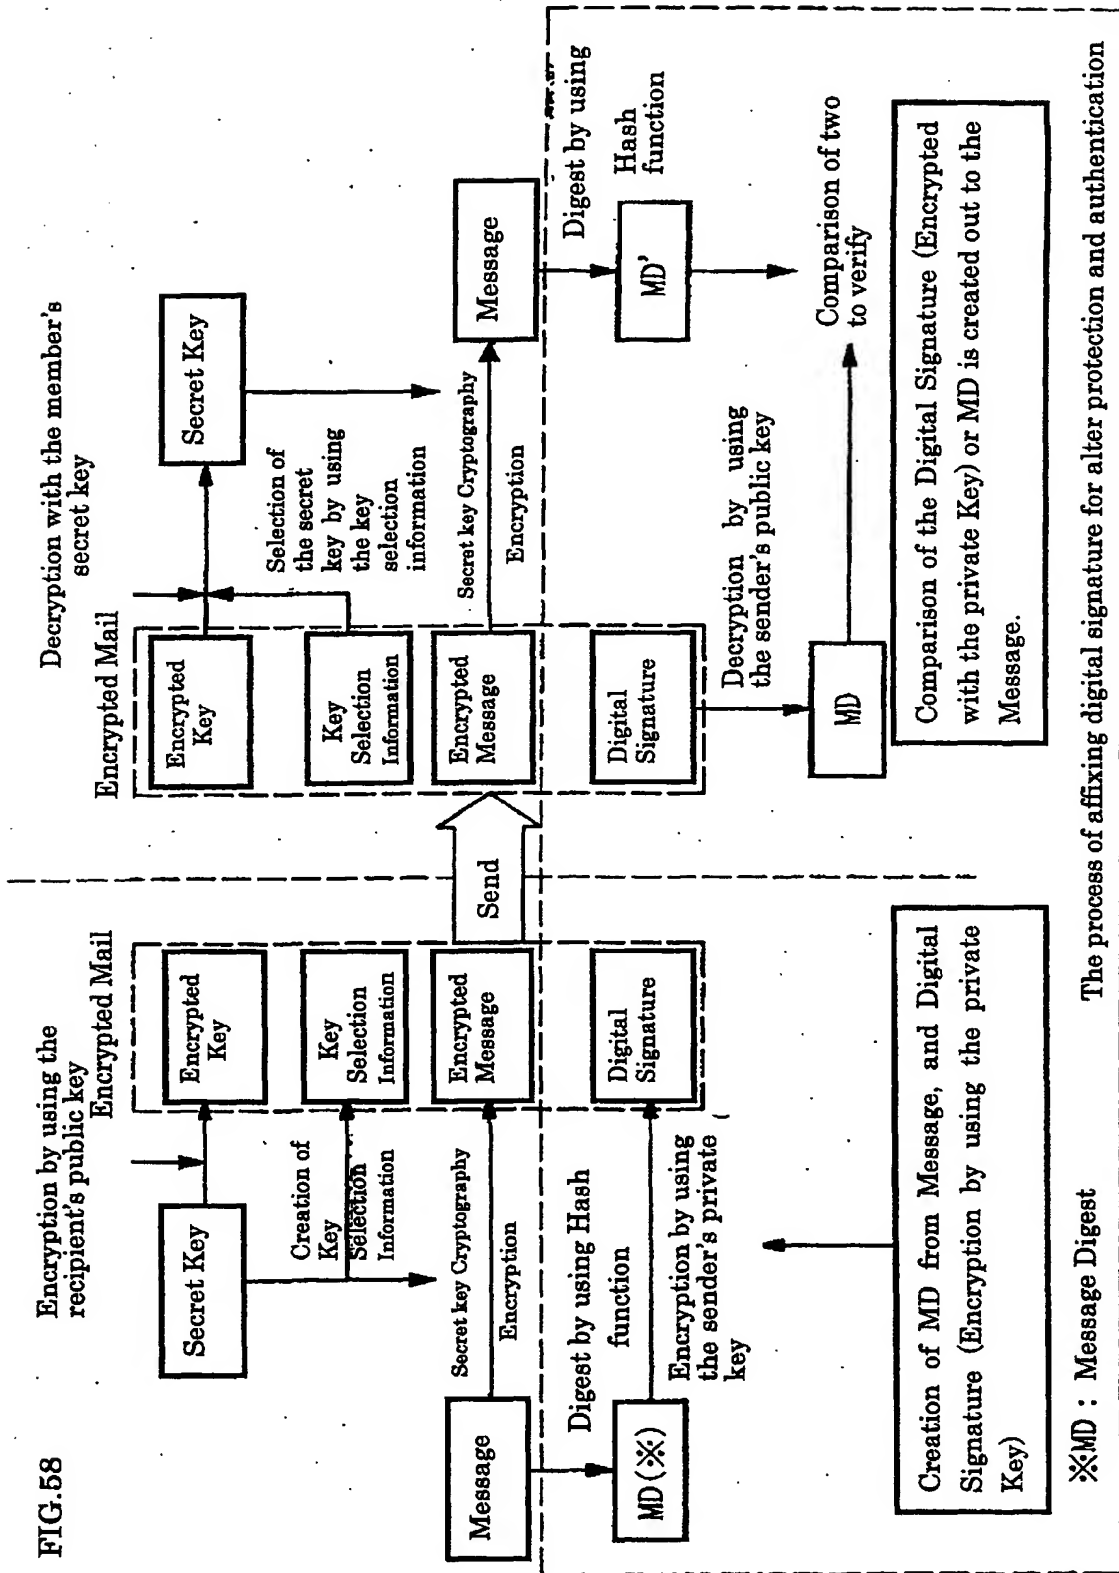 FIG.58
Encryption by using the
recipient's public key
Encrypted Mail
Secret Key
Encrypted
Key
Creation of
Key
Selection
Information
Key
Selection
Information
Secret key Cryptography
Encryption
Message
Encrypted
Message
Digest by using Hash
function
MD(※)
Encryption by using
the sender's private
key
Digital
Signature
Creation of MD from Message, and Digital
Signature (Encryption by using the private
Key)
※MD : Message Digest
Send
Decryption with the member's
secret key
Encrypted Mail
Encrypted
Key
Secret Key
Key
Selection
Information
Selection of
the secret
key by using
the key
selection
information
Encrypted
Message
Secret key Cryptography
Encryption
Message
Digest by using
Hash
function
MD'
Digital
Signature
Decryption by using
the sender's public key
MD
Comparison of two
to verify
Comparison of the Digital Signature (Encrypted
with the private Key) or MD is created out to the
Message.
The process of affixing digital signature for alter protection and authentication